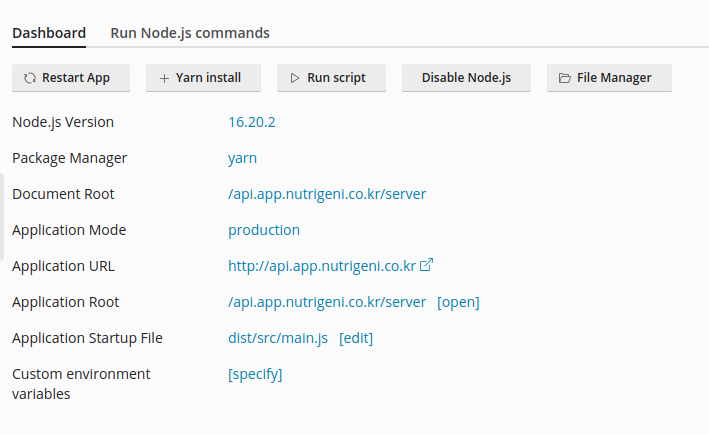 Dashboard Run Node.js commands
Restart App Yarn install Run script Disable Node.js File Manager
Node.js Version 16.20.2
Package Manager yarn
Document Root /api.app.nutrigeni.co.kr/server
Application Mode production
Application URL http://api.app.nutrigeni.co.kr
Application Root /api.app.nutrigeni.co.kr/server [open]
Application Startup File dist/src/main.js [edit]
Custom environment [specify]
variables